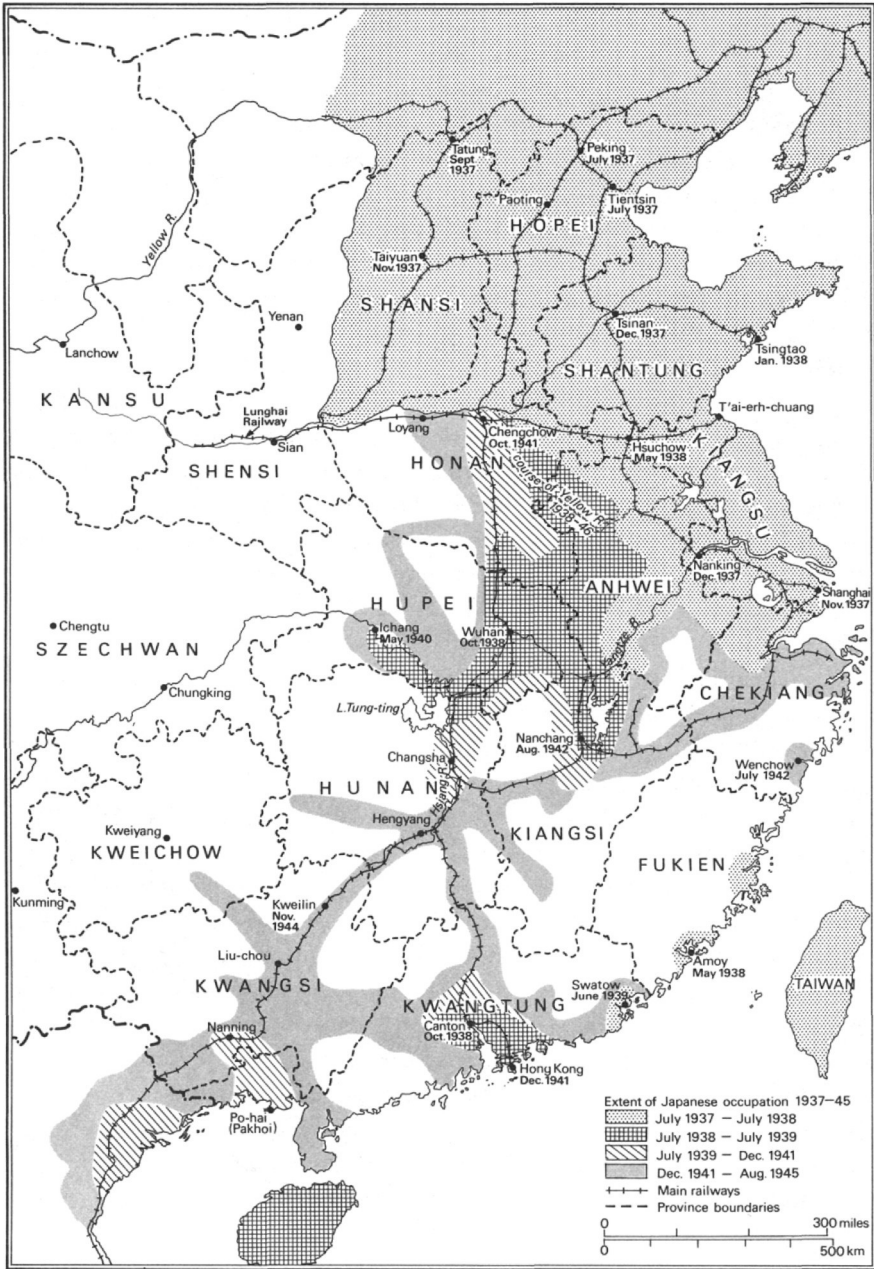 Tatung
Sept
1937
Peking
July 1937
Paoting
Tientsin
July 1937
HOPEI
Yellow R.
Taiyuan
Nov. 1937
SHANSI
Yenan
Tsinan
Dec. 1937
Lanchow
Tsingtao
Jan. 1938
SHANTUNG
KANSU
Lunghai
Railway
Loyang
T'ai-erh-chuang
Sian
Chengchow
Oct. 1941
Hsuchow
May 1938
SHENSI
HONAN
KIANGSU
course of Yellow R.
1938-46
Nanking
Dec. 1937
ANHWEI
Shanghai
Nov. 1937
HUPEI
Chengtu
Ichang
May 1940
Wuhan
Oct. 1938
Yangtze R.
SZECHWAN
Chungking
CHEKIANG
L.Tung-ting
Nanchang
Aug. 1942
Changsha
Wenchow
July 1942
HUNAN
Hsiang R.
Hengyang
KIANGSI
Kweiyang
KWEICHOW
FUKIEN
Kunming
Kweilin
Nov.
1944
Liu-chou
Amoy
May 1938
KWANGSI
TAIWAN
Swatow
June 1939
KWANGTUNG
Nanning
Canton
Oct. 1938
Hong Kong
Dec. 1941
Po-hai
(Pakhoi)
Extent of Japanese occupation 1937–45
July 1937 – July 1938
July 1938 – July 1939
July 1939 – Dec. 1941
Dec. 1941 – Aug. 1945
Main railways
Province boundaries
0 300 miles
0 500 km